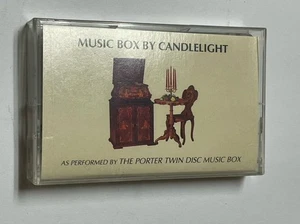 MUSIC BOX BY CANDLELIGHT
AS PERFORMED BY THE PORTER TWIN DISC MUSIC BOX